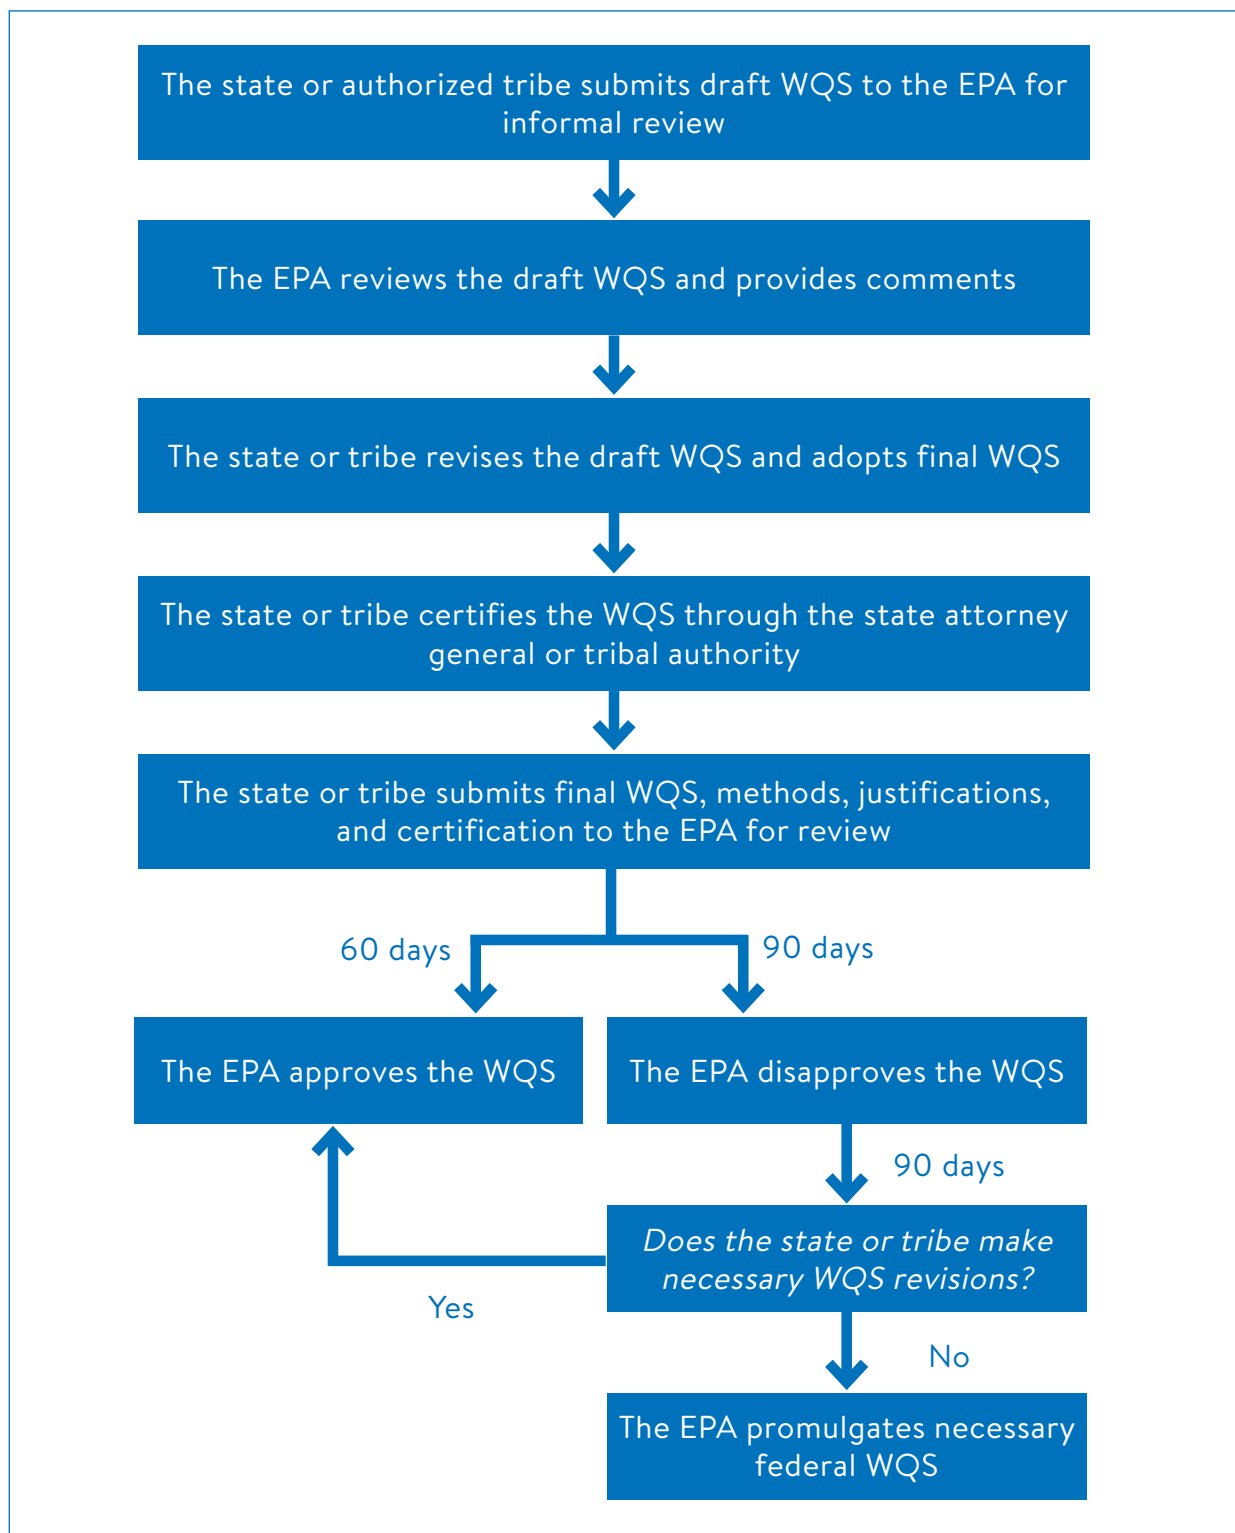 The state or authorized tribe submits draft WQS to the EPA for
informal review
The EPA reviews the draft WQS and provides comments
The state or tribe revises the draft WQS and adopts final WQS
The state or tribe certifies the WQS through the state attorney
general or tribal authority
The state or tribe submits final WQS, methods, justifications,
and certification to the EPA for review
60 days
90 days
The EPA approves the WQS
The EPA disapproves the WQS
90 days
Does the state or tribe make
necessary WQS revisions?
Yes
No
The EPA promulgates necessary
federal WQS